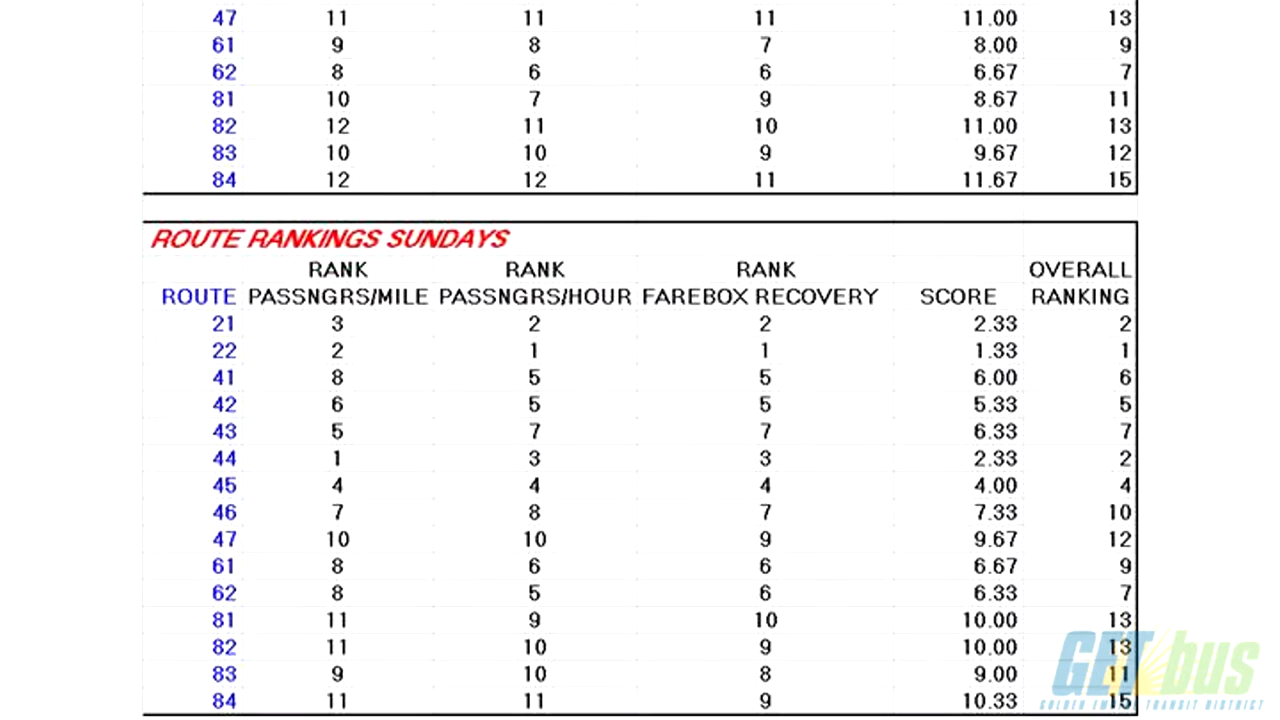 47 11 11 11 11.00 13
61 9 8 7 8.00 9
62 8 6 6 6.67 7
81 10 7 9 8.67 11
82 12 11 10 11.00 13
83 10 10 9 9.67 12
84 12 12 11 11.67 15
ROUTE RANKINGS SUNDAYS
RANK RANK RANK OVERALL
ROUTE PASSNGRS/MILE PASSNGRS/HOUR FAREBOX RECOVERY SCORE RANKING
21 3 2 2 2.33 2
22 2 1 1 1.33 1
41 8 5 5 6.00 6
42 6 5 5 5.33 5
43 5 7 7 6.33 7
44 1 3 3 2.33 2
45 4 4 4 4.00 4
46 7 8 7 7.33 10
47 10 10 9 9.67 12
61 8 6 6 6.67 9
62 8 5 6 6.33 7
81 11 9 10 10.00 13
82 11 10 9 10.00 13
83 9 10 8 9.00 11
84 11 11 9 10.33 15
GET bus
GOLDEN EMPIRE TRANSIT DISTRICT